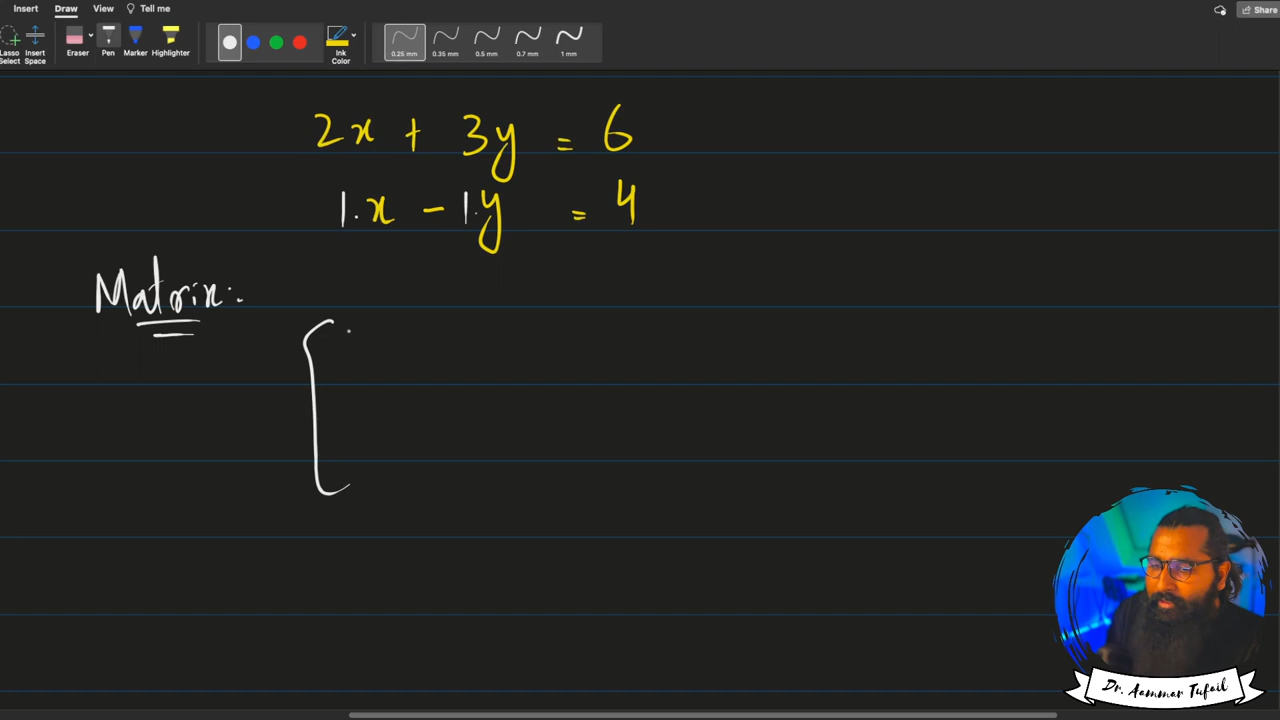 Insert Draw View Tell me Share
Lasso Select Insert Space Eraser Pen Marker Highlighter Ink Color 0.25 mm 0.35 mm 0.5 mm 0.7 mm 1 mm
2x + 3y = 6
1.x - 1.y = 4
Matrix:
Dr. Aammar Tufail